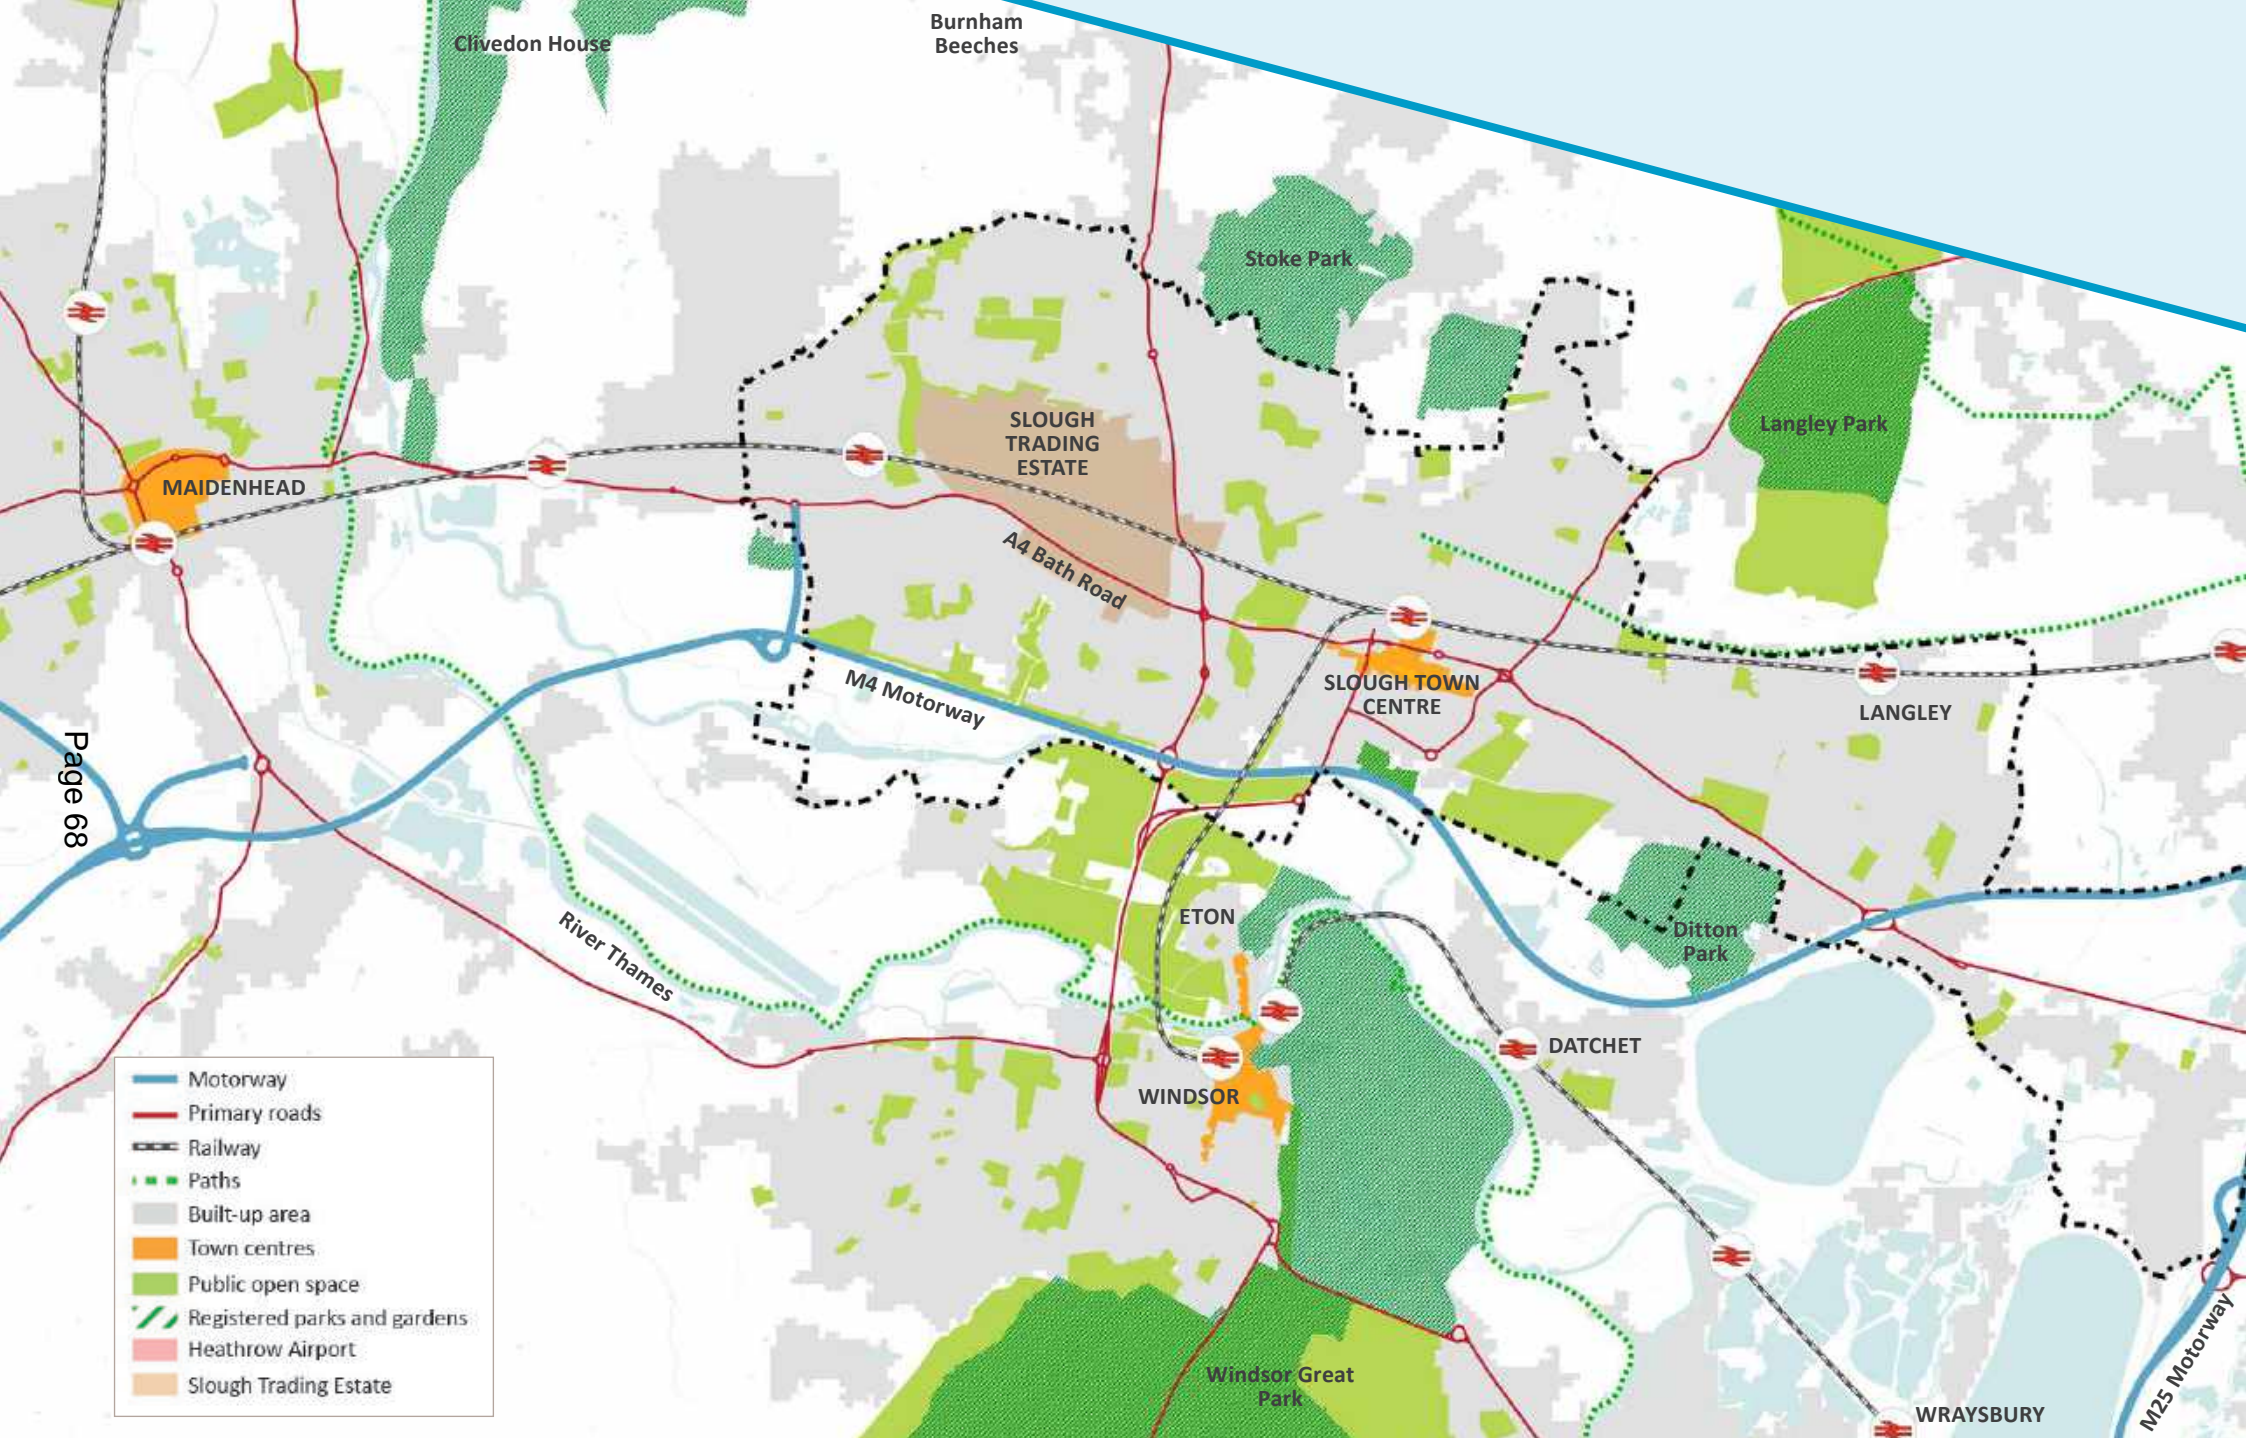 Burnham
Beeches
Clivedon House
Stoke Park
SLOUGH
TRADING
ESTATE
Langley Park
MAIDENHEAD
A4 Bath Road
M4 Motorway
SLOUGH TOWN
CENTRE
LANGLEY
Page 68
ETON
River Thames
Ditton
Park
DATCHET
WINDSOR
Motorway
Primary roads
Railway
Paths
Built-up area
Town centres
Public open space
Registered parks and gardens
Heathrow Airport
Slough Trading Estate
Windsor Great
Park
M25 Motorway
WRAYSBURY